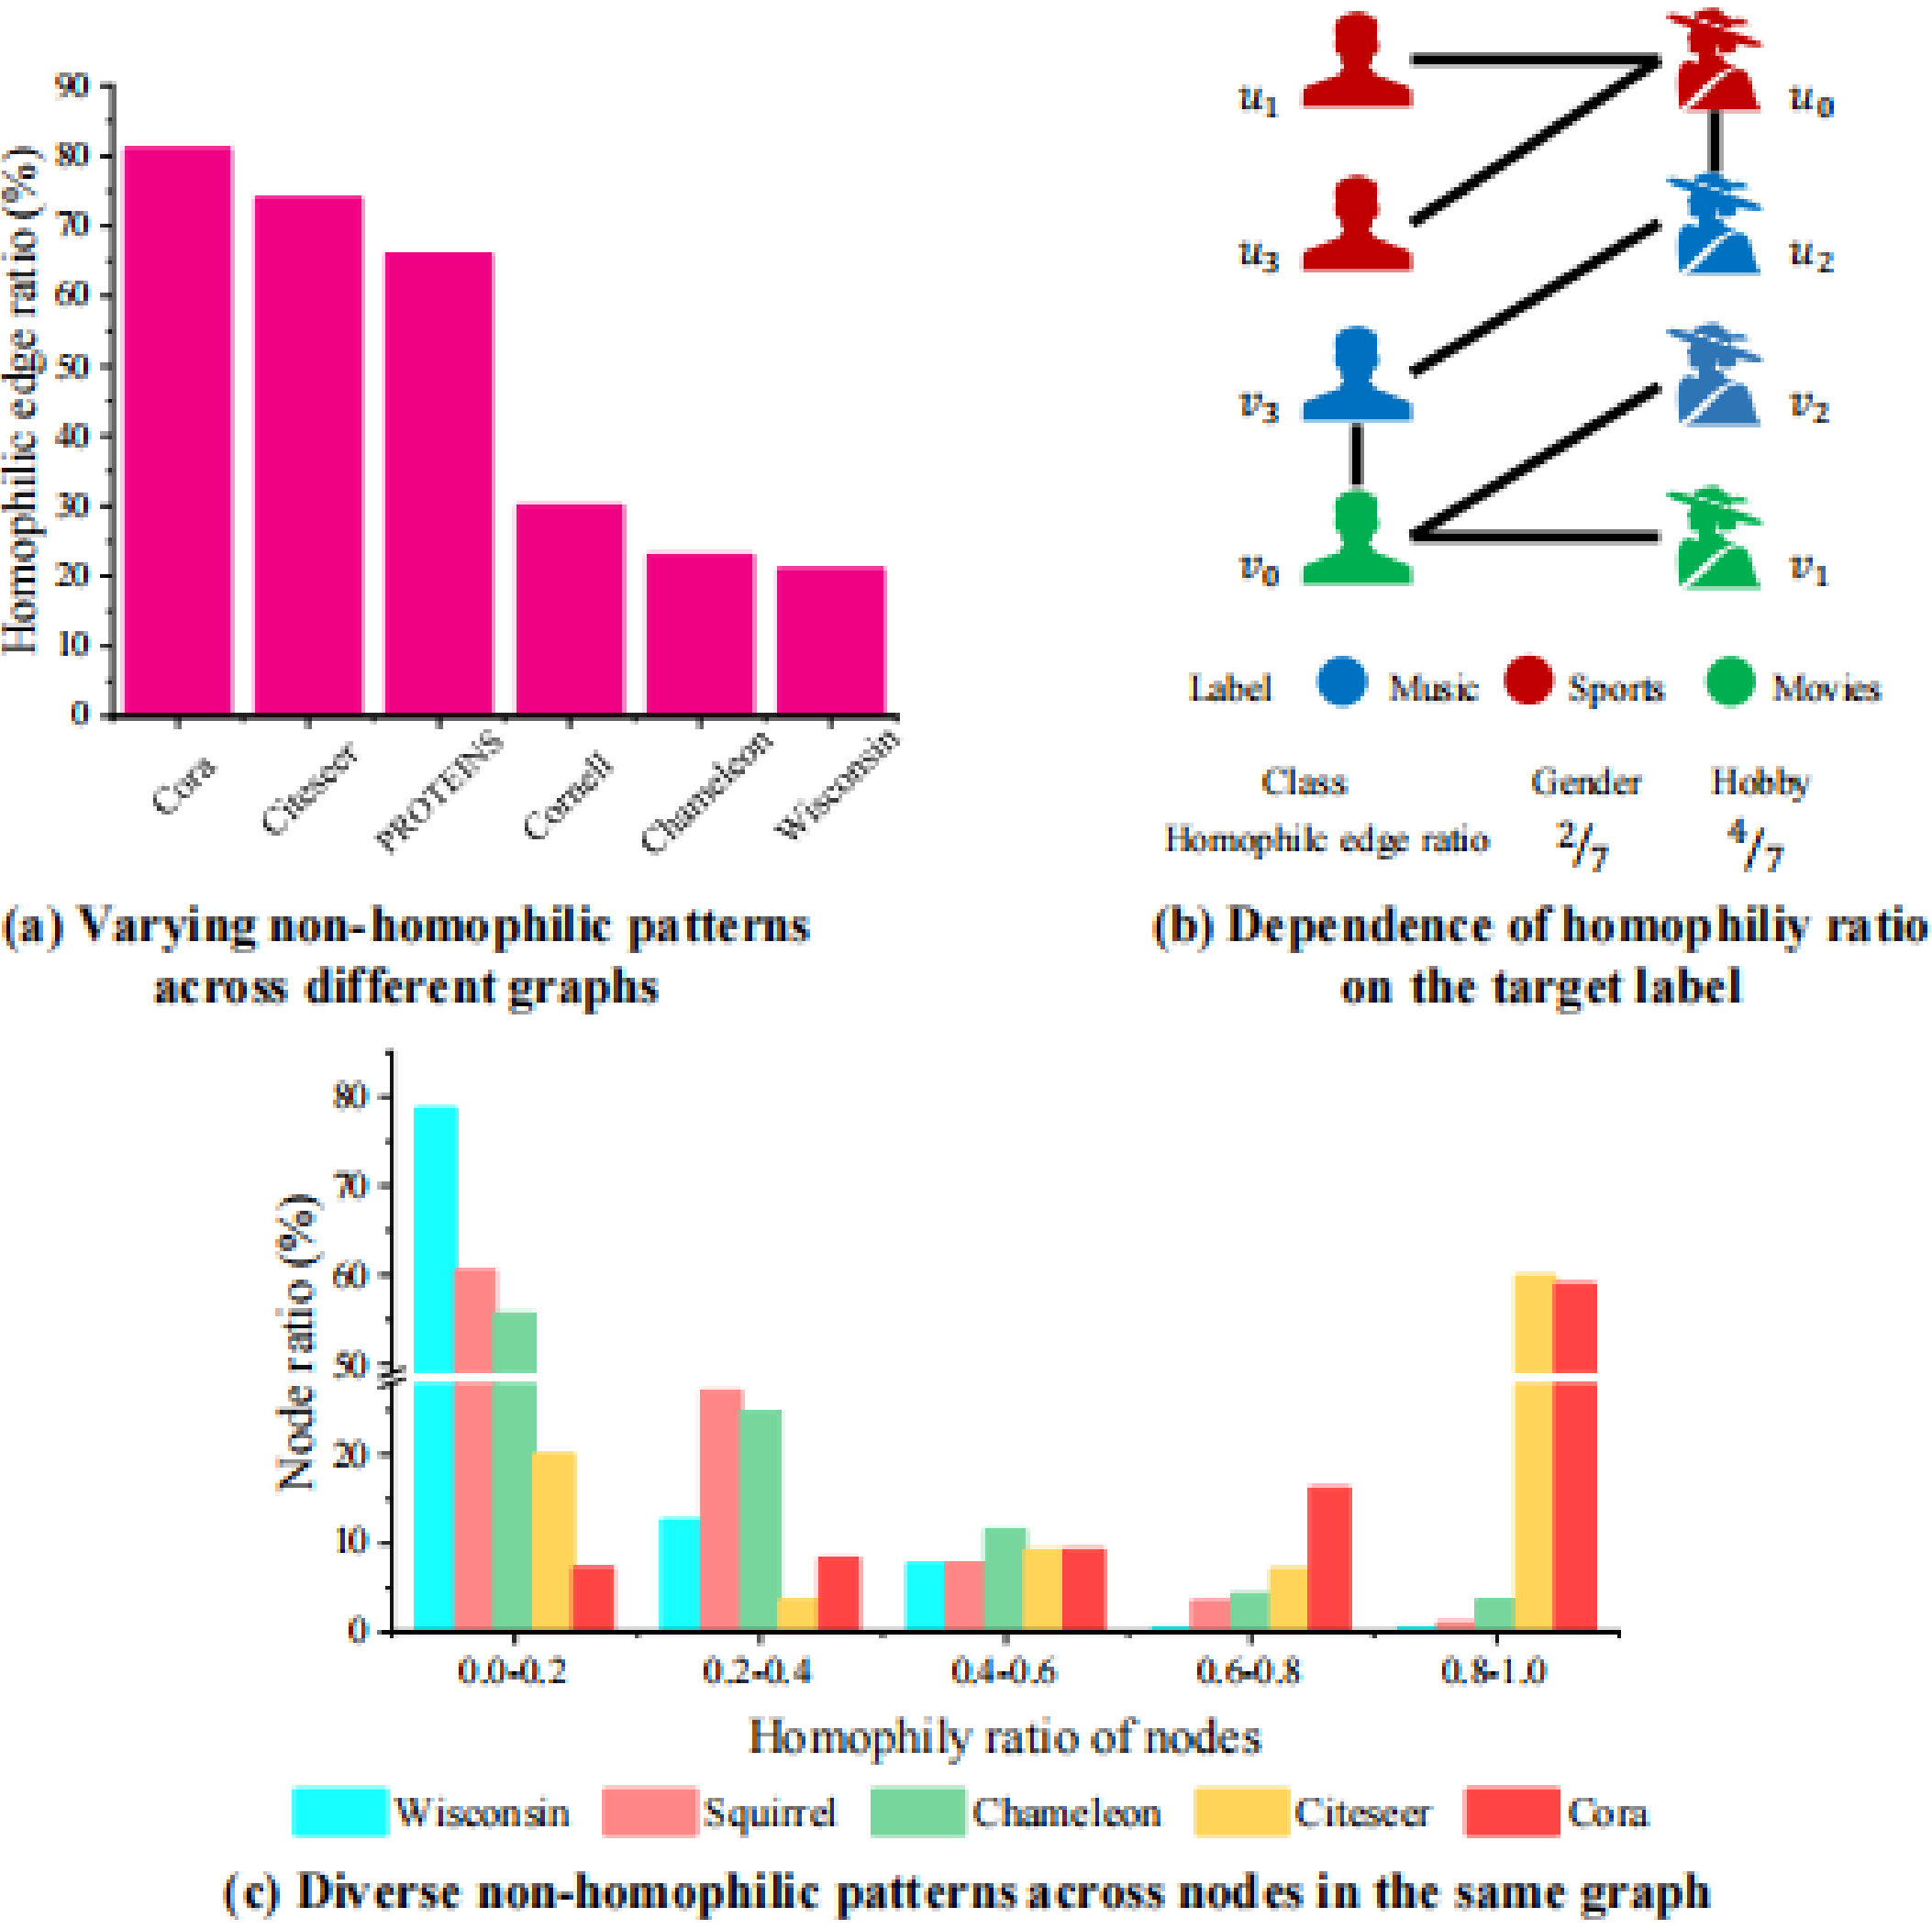 Homophilic edge ratio (%)
90
80
70
60
50
40
30
20
10
0
Cora
Citeseer
PROTEINS
Cornell
Chameleon
Wisconsin
(a) Varying non-homophilic patterns
across different graphs
u1
u0
u3
u2
v3
v2
v0
v1
Label Music Sports Movies
Class Gender Hobby
Homophilc edge ratio 2/7 4/7
(b) Dependence of homophiliy ratio
on the target label
Node ratio (%)
80
70
60
50
20
10
0
0.0-0.2 0.2-0.4 0.4-0.6 0.6-0.8 0.8-1.0
Homophily ratio of nodes
Wisconsin Squirrel Chameleon Citeseer Cora
(c) Diverse non-homophilic patterns across nodes in the same graph